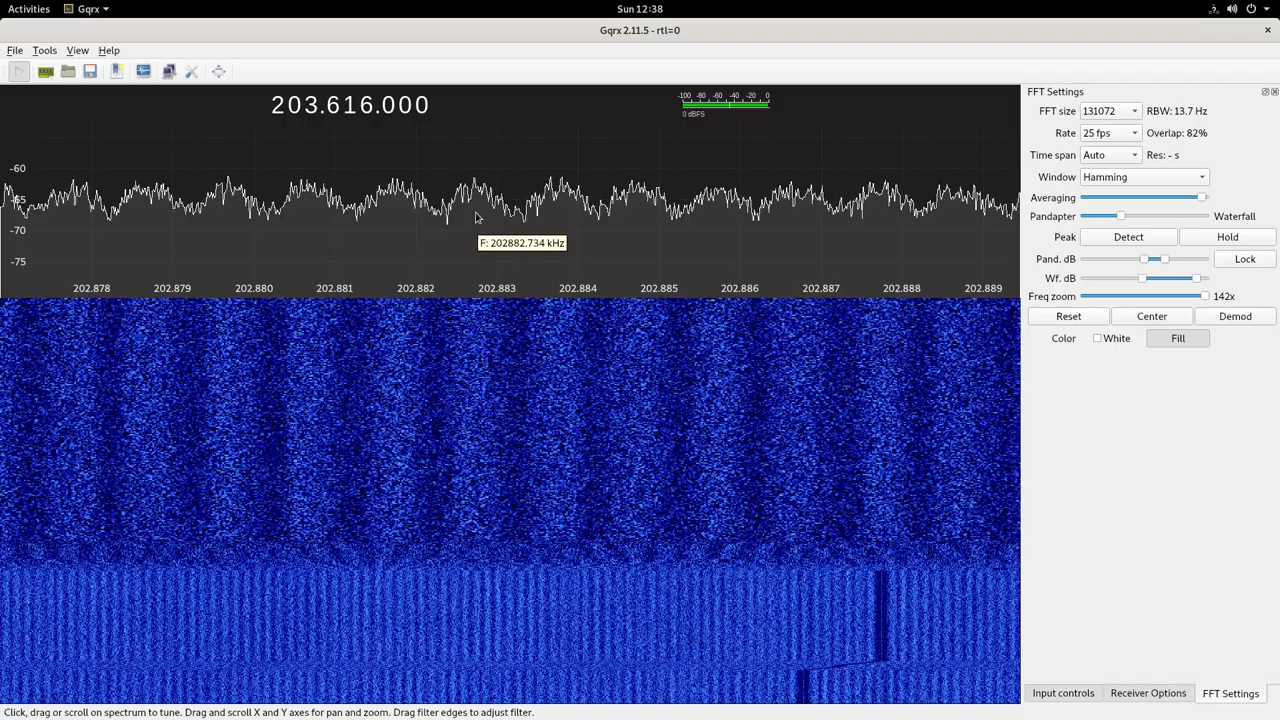 Activities Gqrx Sun 12:38
Gqrx 2.11.5 - rtl=0
File Tools View Help
203.616.000
-100 -80 -60 -40 -20 0
0 dBFS
-60
-65
-70
-75
F: 202882.734 kHz
202.878 202.879 202.880 202.881 202.882 202.883 202.884 202.885 202.886 202.887 202.888 202.889
FFT Settings
FFT size 131072 RBW: 13.7 Hz
Rate 25 fps Overlap: 82%
Time span Auto Res: - s
Window Hamming
Averaging
Pandapter Waterfall
Peak Detect Hold
Pand. dB Lock
Wf. dB
Freq zoom 142x
Reset Center Demod
Color White Fill
Input controls Receiver Options FFT Settings
Click, drag or scroll on spectrum to tune. Drag and scroll X and Y axes for pan and zoom. Drag filter edges to adjust filter.